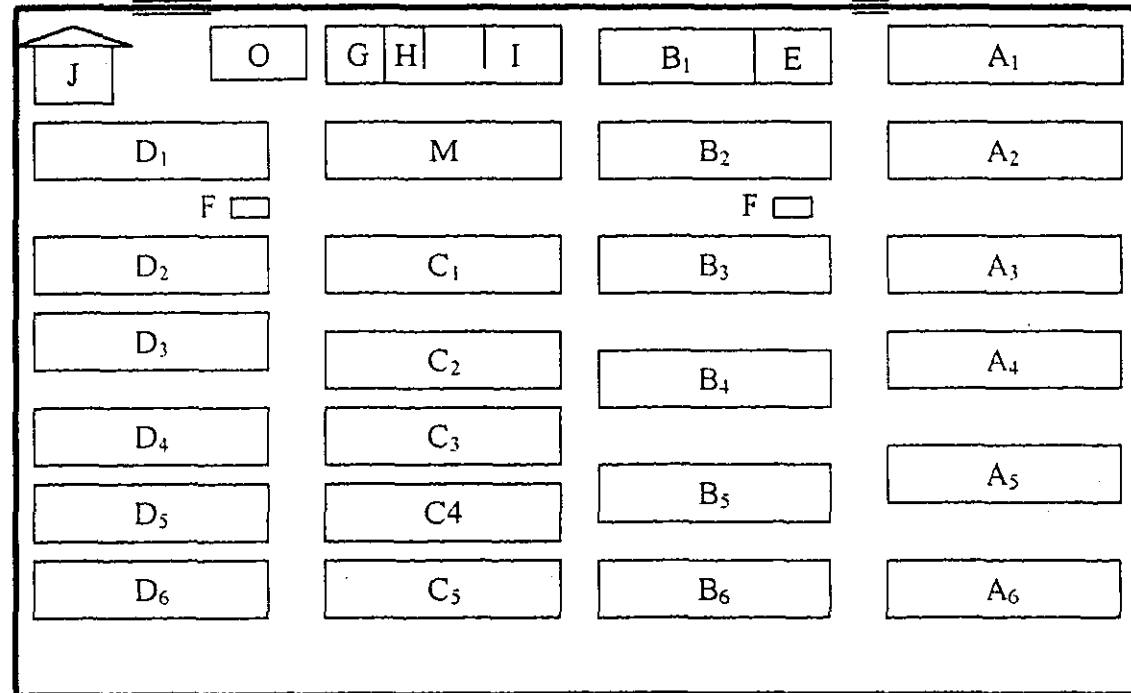 J O G H I B₁ E A₁
D₁ M B₂ A₂
F F
D₂ C₁ B₃ A₃
D₃ C₂ B₄ A₄
D₄ C₃ B₅ A₅
D₅ C4
D₆ C₅ B₆ A₆